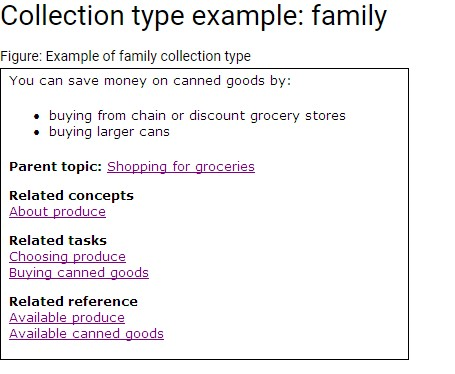 Collection type example: family
Figure: Example of family collection type
You can save money on canned goods by:
• buying from chain or discount grocery stores
• buying larger cans
Parent topic: Shopping for groceries
Related concepts
About produce
Related tasks
Choosing produce
Buying canned goods
Related reference
Available produce
Available canned goods